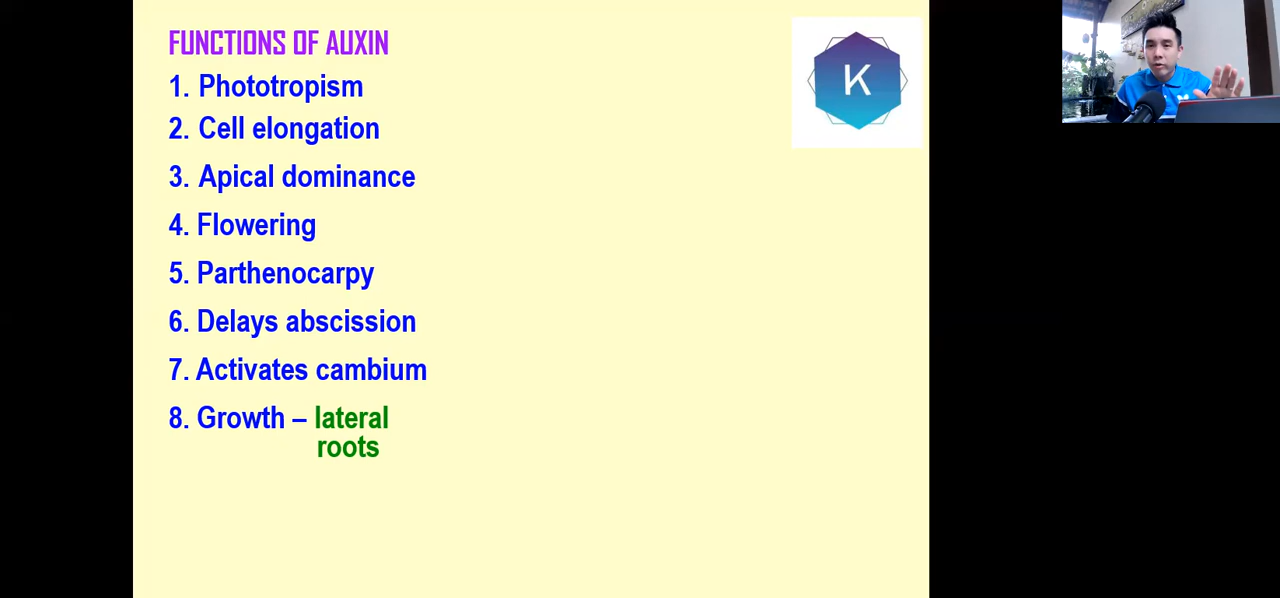 FUNCTIONS OF AUXIN
K
1. Phototropism
2. Cell elongation
3. Apical dominance
4. Flowering
5. Parthenocarpy
6. Delays abscission
7. Activates cambium
8. Growth – lateral
roots